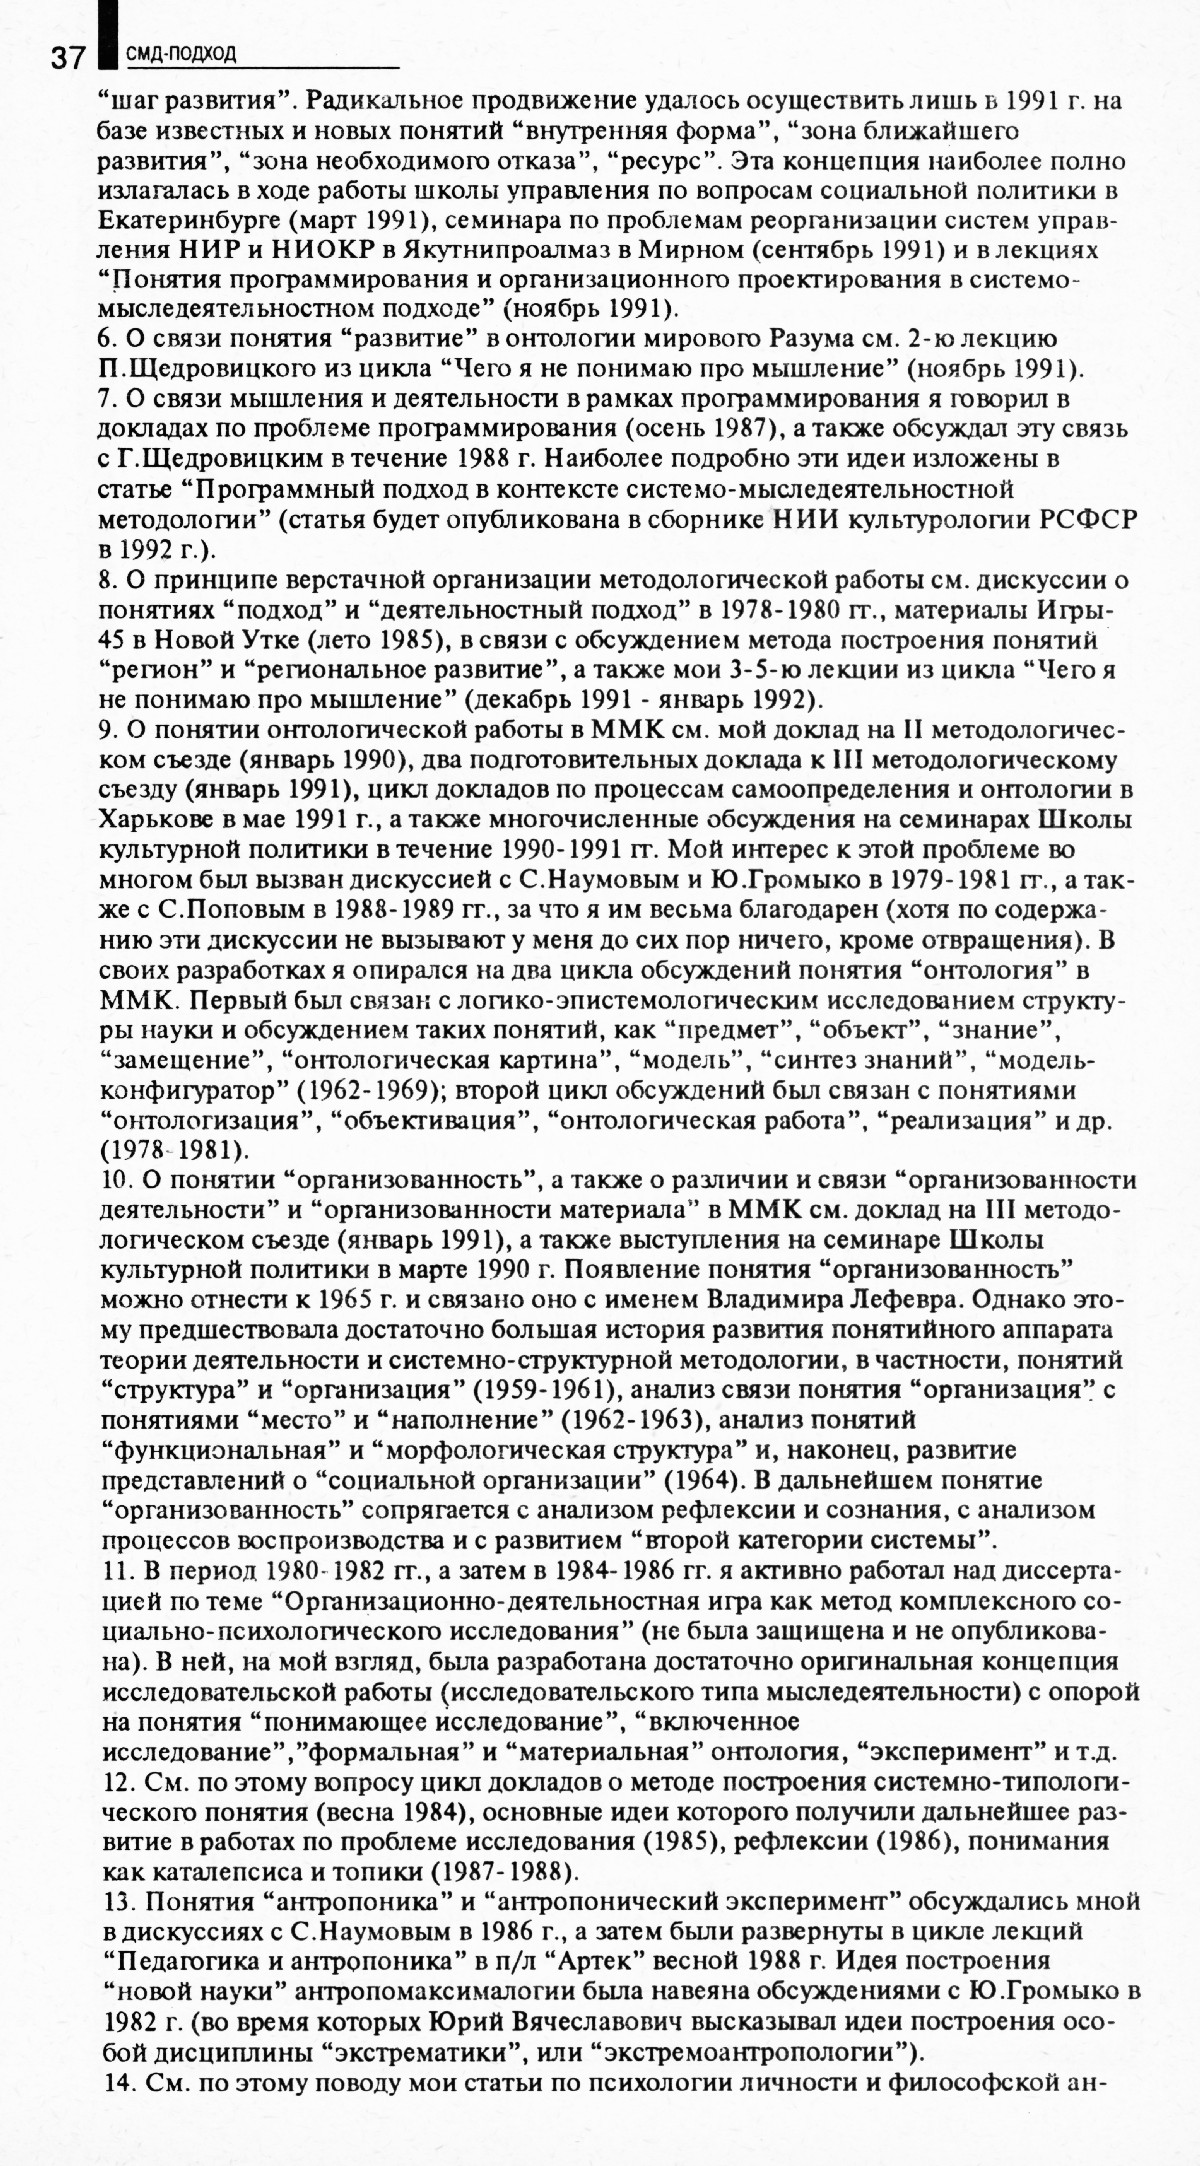 37 СМД-ПОДХОД
“шаг развития”. Радикальное продвижение удалось осуществить лишь в 1991 г. на
базе известных и новых понятий “внутренняя форма”, “зона ближайшего
развития”, “зона необходимого отказа”, “ресурс”. Эта концепция наиболее полно
излагалась в ходе работы школы управления по вопросам социальной политики в
Екатеринбурге (март 1991), семинара по проблемам реорганизации систем управ-
ления НИР и НИОКР в Якутнипроалмаз в Мирном (сентябрь 1991) и в лекциях
“Понятия программирования и организационного проектирования в системо-
мыследеятельностном подходе” (ноябрь 1991).
6. О связи понятия “развитие” в онтологии мирового Разума см. 2-ю лекцию
П.Щедровицкого из цикла “Чего я не понимаю про мышление” (ноябрь 1991).
7. О связи мышления и деятельности в рамках программирования я говорил в
докладах по проблеме программирования (осень 1987), а также обсуждал эту связь
с Г.Щедровицким в течение 1988 г. Наиболее подробно эти идеи изложены в
статье “Программный подход в контексте системо-мыследеятельностной
методологии” (статья будет опубликована в сборнике НИИ культурологии РСФСР
в 1992 г.).
8. О принципе верстачной организации методологической работы см. дискуссии о
понятиях “подход” и “деятельностный подход” в 1978-1980 гг., материалы Игры-
45 в Новой Утке (лето 1985), в связи с обсуждением метода построения понятий
“регион” и “региональное развитие”, а также мои 3-5-ю лекции из цикла “Чего я
не понимаю про мышление” (декабрь 1991 - январь 1992).
9. О понятии онтологической работы в ММК см. мой доклад на II методологичес-
ком съезде (январь 1990), два подготовительных доклада к III методологическому
съезду (январь 1991), цикл докладов по процессам самоопределения и онтологии в
Харькове в мае 1991 г., а также многочисленные обсуждения на семинарах Школы
культурной политики в течение 1990-1991 гг. Мой интерес к этой проблеме во
многом был вызван дискуссией с С.Наумовым и Ю.Громыко в 1979-1981 гг., а так-
же с С.Поповым в 1988-1989 гг., за что я им весьма благодарен (хотя по содержа-
нию эти дискуссии не вызывают у меня до сих пор ничего, кроме отвращения). В
своих разработках я опирался на два цикла обсуждений понятия “онтология” в
ММК. Первый был связан с логико-эпистемологическим исследованием структу-
ры науки и обсуждением таких понятий, как “предмет”, “объект”, “знание”,
“замещение”, “онтологическая картина”, “модель”, “синтез знаний”, “модель-
конфигуратор” (1962-1969); второй цикл обсуждений был связан с понятиями
“онтологизация”, “объективация”, “онтологическая работа”, “реализация” и др.
(1978-1981).
10. О понятии “организованность”, а также о различии и связи “организованности
деятельности” и “организованности материала” в ММК см. доклад на III методо-
логическом съезде (январь 1991), а также выступления на семинаре Школы
культурной политики в марте 1990 г. Появление понятия “организованность”
можно отнести к 1965 г. и связано оно с именем Владимира Лефевра. Однако это-
му предшествовала достаточно большая история развития понятийного аппарата
теории деятельности и системно-структурной методологии, в частности, понятий
“структура” и “организация” (1959-1961), анализ связи понятия “организация” с
понятиями “место” и “наполнение” (1962-1963), анализ понятий
“функциональная” и “морфологическая структура” и, наконец, развитие
представлений о “социальной организации” (1964). В дальнейшем понятие
“организованность” сопрягается с анализом рефлексии и сознания, с анализом
процессов воспроизводства и с развитием “второй категории системы”.
11. В период 1980-1982 гг., а затем в 1984-1986 гг. я активно работал над диссерта-
цией по теме “Организационно-деятельностная игра как метод комплексного со-
циально-психологического исследования” (не была защищена и не опубликова-
на). В ней, на мой взгляд, была разработана достаточно оригинальная концепция
исследовательской работы (исследовательского типа мыследеятельности) с опорой
на понятия “понимающее исследование”, “включенное
исследование”,”формальная” и “материальная” онтология, “эксперимент” и т.д.
12. См. по этому вопросу цикл докладов о методе построения системно-типологи-
ческого понятия (весна 1984), основные идеи которого получили дальнейшее раз-
витие в работах по проблеме исследования (1985), рефлексии (1986), понимания
как каталепсиса и топики (1987-1988).
13. Понятия “антропоника” и “антропонический эксперимент” обсуждались мной
в дискуссиях с С.Наумовым в 1986 г., а затем были развернуты в цикле лекций
“Педагогика и антропоника” в п/л “Артек” весной 1988 г. Идея построения
“новой науки” антропомаксималогии была навеяна обсуждениями с Ю.Громыко в
1982 г. (во время которых Юрий Вячеславович высказывал идеи построения осо-
бой дисциплины “экстрематики”, или “экстремоантропологии”).
14. См. по этому поводу мои статьи по психологии личности и философской ан-